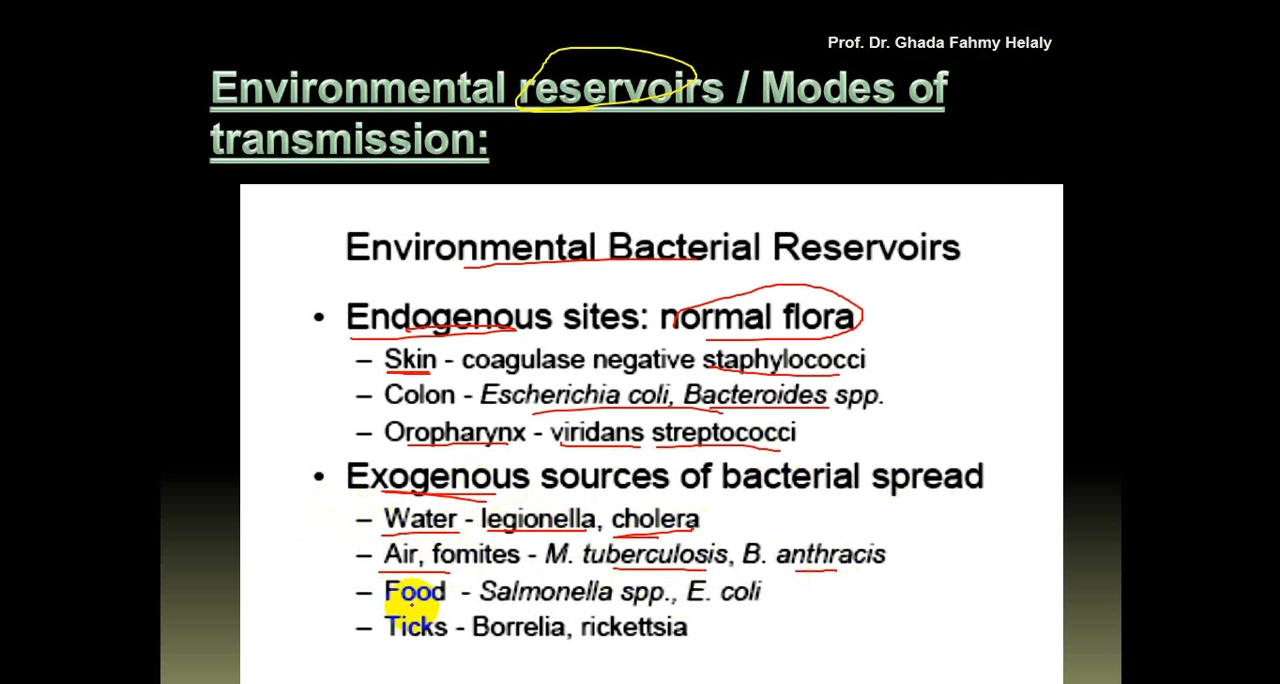 Prof. Dr. Ghada Fahmy Helaly
Environmental reservoirs / Modes of
transmission:
Environmental Bacterial Reservoirs
• Endogenous sites: normal flora
– Skin - coagulase negative staphylococci
– Colon - Escherichia coli, Bacteroides spp.
– Oropharynx - viridans streptococci
• Exogenous sources of bacterial spread
– Water - legionella, cholera
– Air, fomites - M. tuberculosis, B. anthracis
– Food - Salmonella spp., E. coli
– Ticks - Borrelia, rickettsia